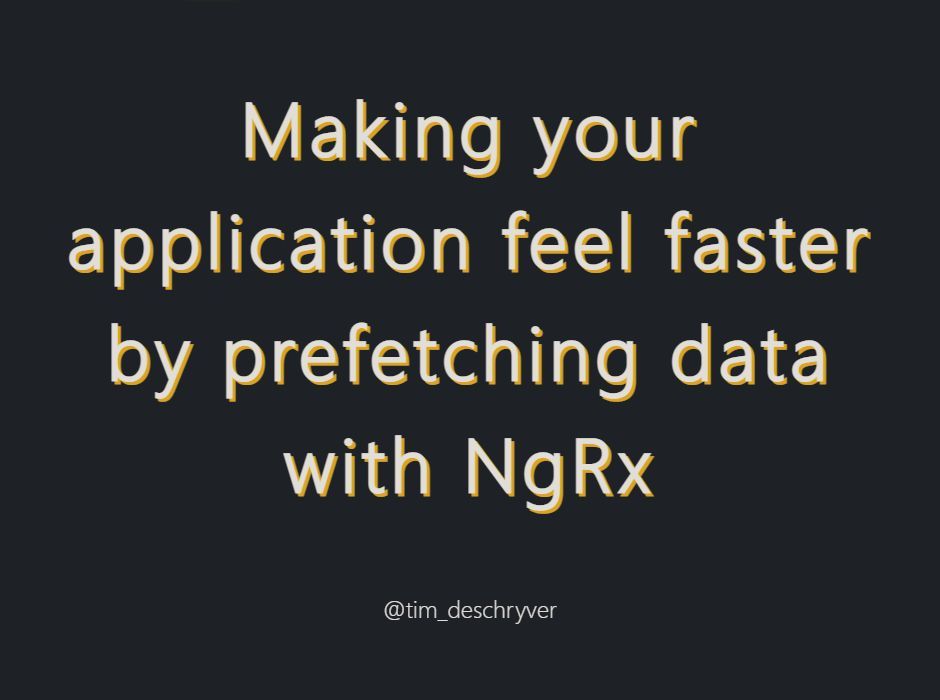 Making your
application feel faster
by prefetching data
with NgRx
@tim_deschryver